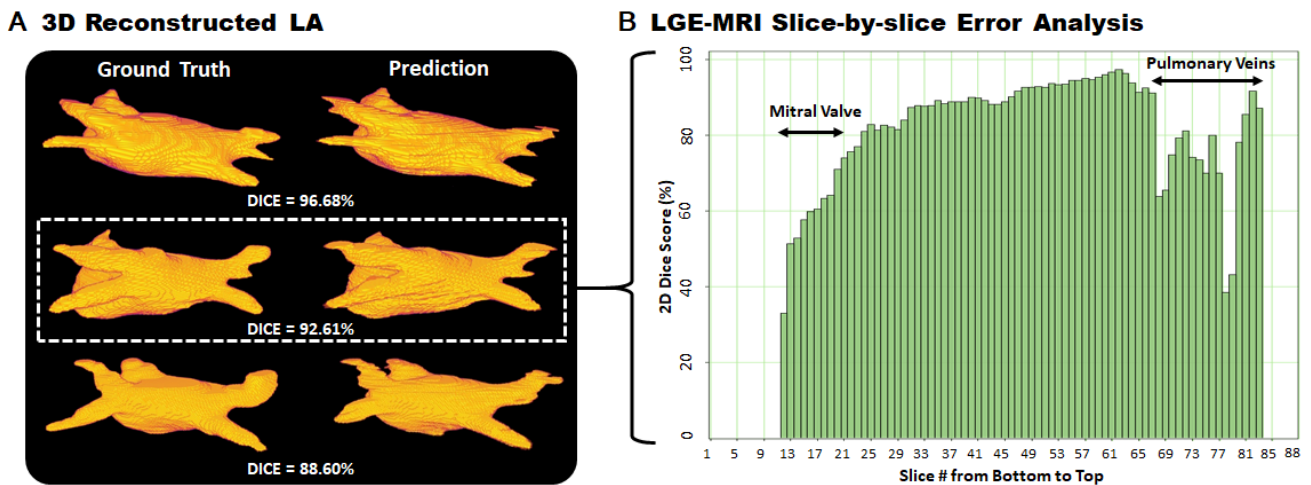 A 3D Reconstructed LA
Ground Truth Prediction
DICE = 96.68%
DICE = 92.61%
DICE = 88.60%
B LGE-MRI Slice-by-slice Error Analysis
Mitral Valve
Pulmonary Veins
2D Dice Score (%)
100
80
60
40
20
0
1 5 9 13 17 21 25 29 33 37 41 45 49 53 57 61 65 69 73 77 81 85 88
Slice # from Bottom to Top